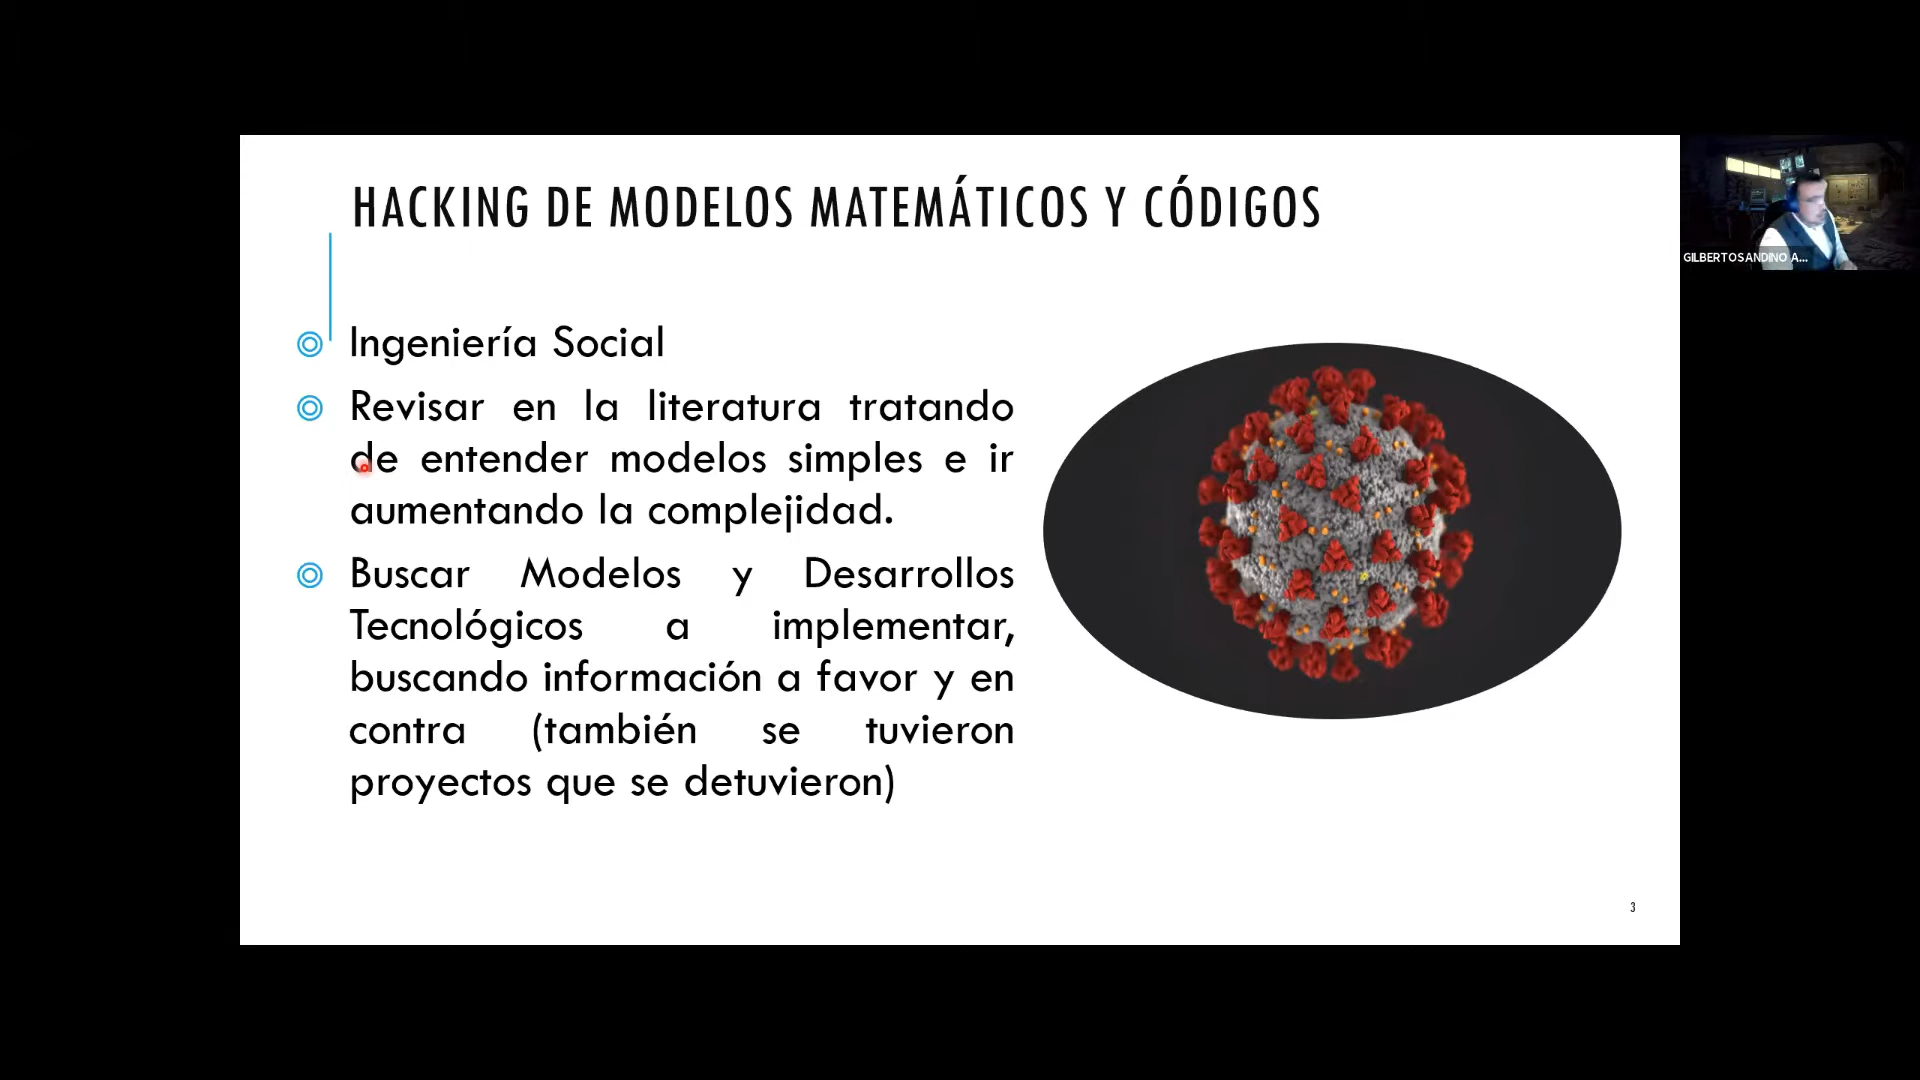 HACKING DE MODELOS MATEMÁTICOS Y CÓDIGOS
Ingeniería Social
Revisar en la literatura tratando
de entender modelos simples e ir
aumentando la complejidad.
Buscar Modelos y Desarrollos
Tecnológicos a implementar,
buscando información a favor y en
contra (también se tuvieron
proyectos que se detuvieron)
3
GILBERTOSANDINO A...